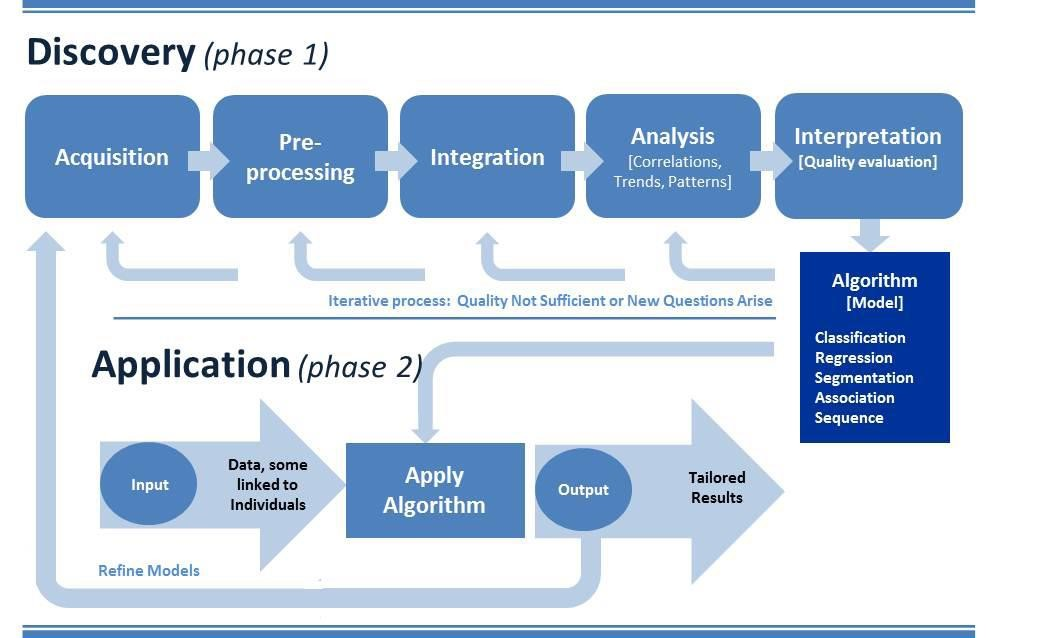 Discovery (phase 1)
Acquisition
Pre-
processing
Integration
Analysis
[Correlations,
Trends, Patterns]
Interpretation
[Quality evaluation]
Algorithm
[Model]
Classification
Regression
Segmentation
Association
Sequence
Iterative process:  Quality Not Sufficient or New Questions Arise
Application (phase 2)
Input
Data, some
linked to
Individuals
Apply
Algorithm
Output
Tailored
Results
Refine Models